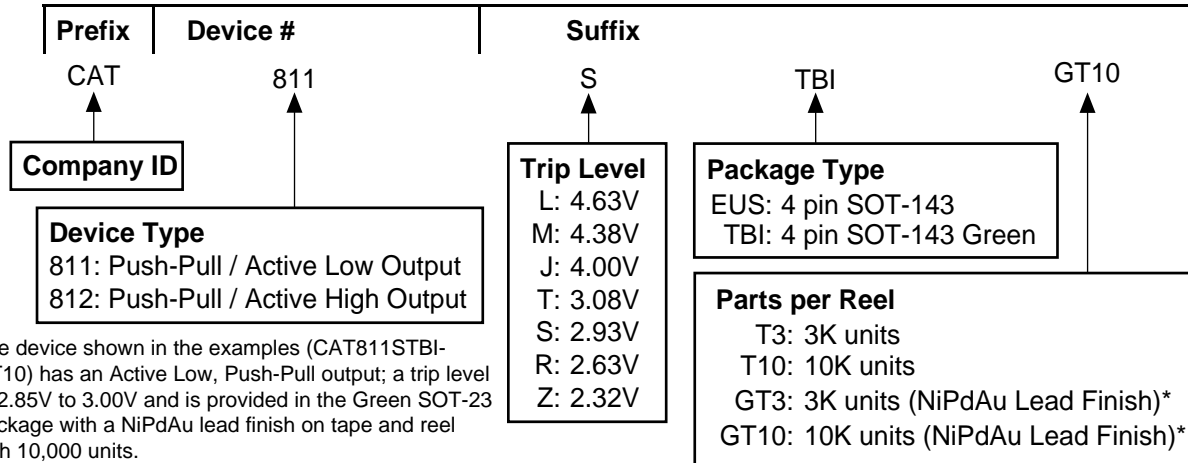 Prefix Device # Suffix
CAT 811 S TBI GT10
Company ID
Device Type
811: Push-Pull / Active Low Output
812: Push-Pull / Active High Output
Trip Level
L: 4.63V
M: 4.38V
J: 4.00V
T: 3.08V
S: 2.93V
R: 2.63V
Z: 2.32V
Package Type
EUS: 4 pin SOT-143
TBI: 4 pin SOT-143 Green
Parts per Reel
T3: 3K units
T10: 10K units
GT3: 3K units (NiPdAu Lead Finish)*
GT10: 10K units (NiPdAu Lead Finish)*
e device shown in the examples (CAT811STBI-
T10) has an Active Low, Push-Pull output; a trip level
2.85V to 3.00V and is provided in the Green SOT-23
ckage with a NiPdAu lead finish on tape and reel
h 10,000 units.